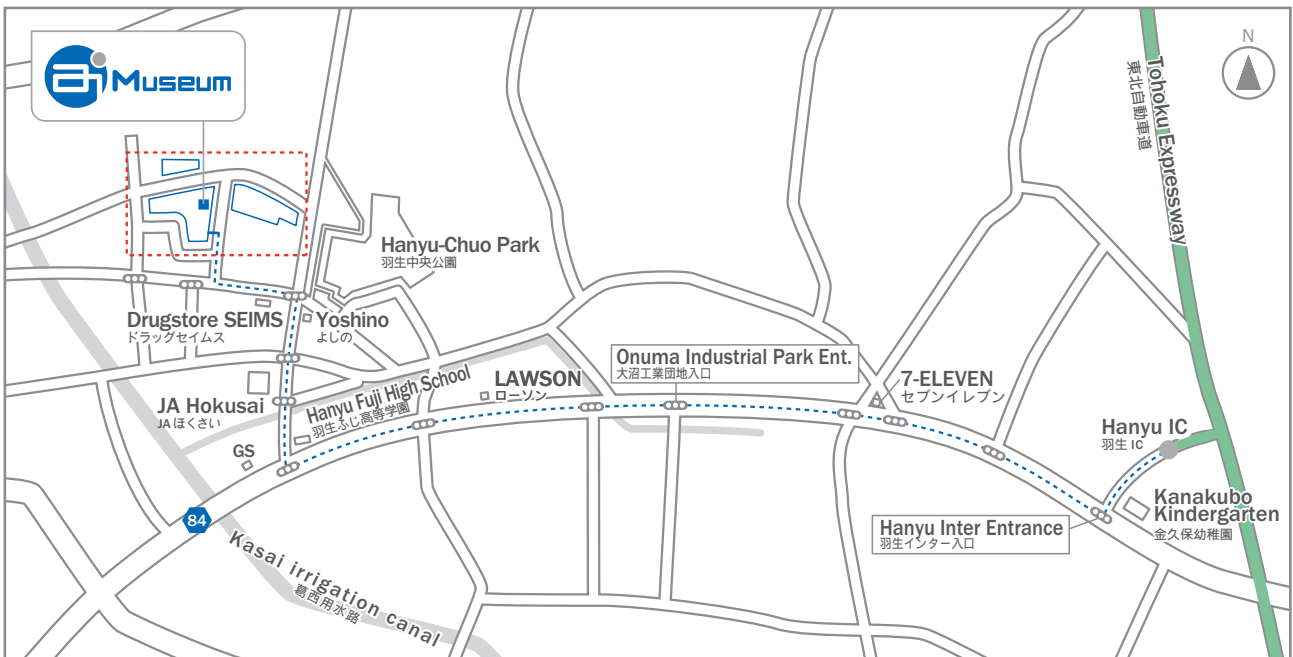 ai Museum
N
Tohoku Expressway
東北自動車道
Hanyu-Chuo Park
羽生中央公園
Drugstore SEIMS
ドラッグセイムス
Yoshino
よしの
Onuma Industrial Park Ent.
大沼工業団地入口
LAWSON
ローソン
7-ELEVEN
セブンイレブン
Hanyu Fuji High School
羽生ふじ高等学園
JA Hokusai
JAほくさい
GS
Hanyu IC
羽生 IC
Kanakubo
Kindergarten
金久保幼稚園
Hanyu Inter Entrance
羽生インター入口
84
Kasai irrigation canal
葛西用水路